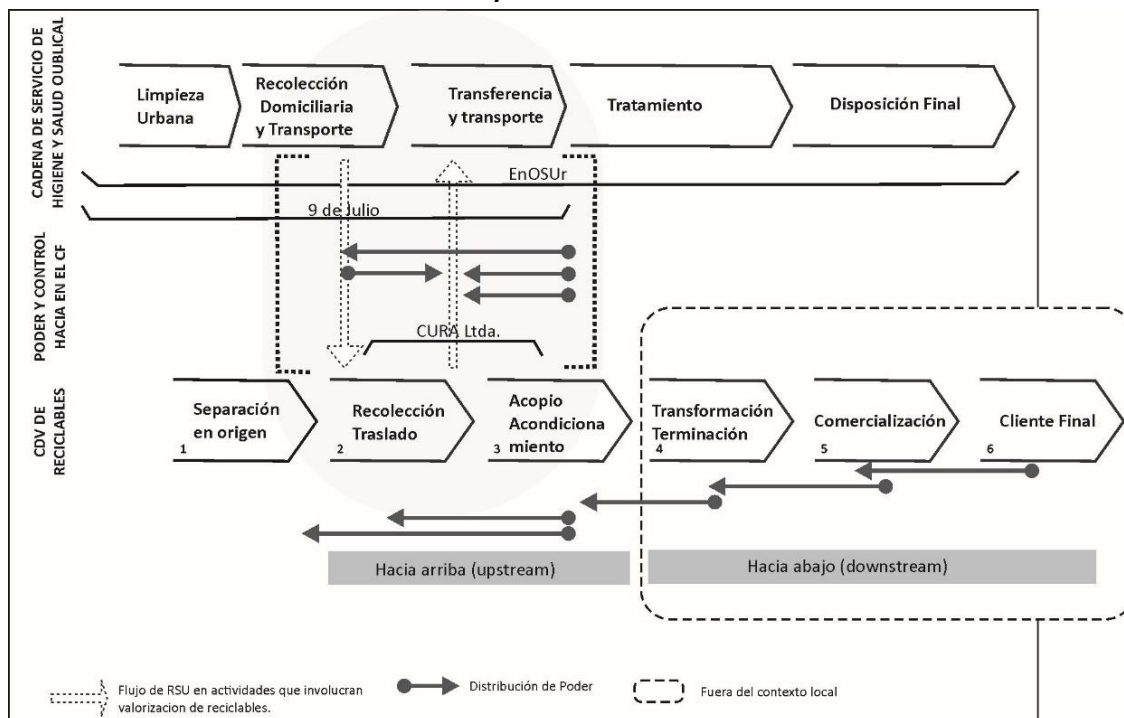 CADENA DE SERVICIO DE
HIGIENE Y SALUD OUBLICAL
Limpieza
Urbana
Recolección
Domiciliaria
y Transporte
Transferencia
y transporte
Tratamiento
Disposición Final
EnOSUr
9 de Julio
PODER Y CONTROL
HACIA EN EL CF
CURA Ltda.
CDV DE
RECICLABLES
Separación
en origen
1
Recolección
Traslado
2
Acopio
Acondiciona
miento
3
Transformación
Terminación
4
Comercialización
5
Cliente Final
6
Hacia arriba (upstream)
Hacia abajo (downstream)
Flujo de RSU en actividades que involucran
valorizacion de reciclables.
Distribución de Poder
Fuera del contexto local